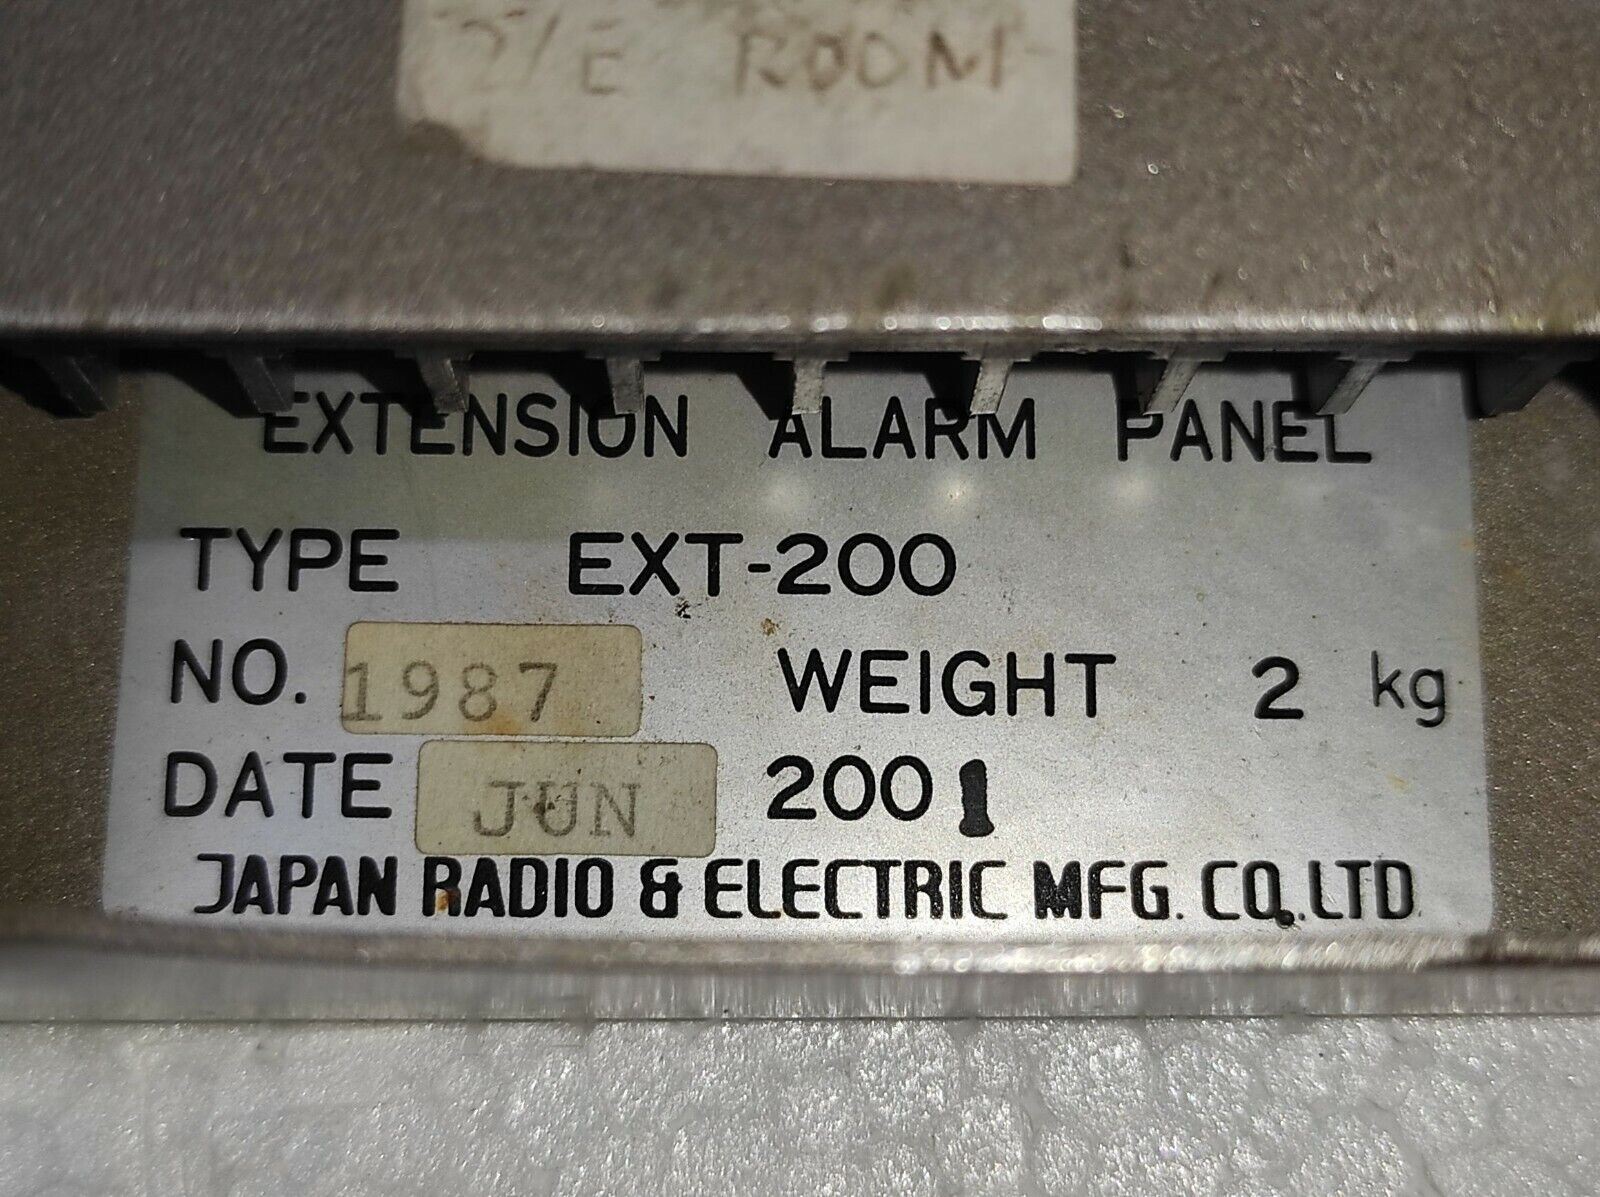 ROOM
EXTENSION ALARM PANEL
TYPE EXT-200
NO. 1987 WEIGHT 2 kg
DATE JUN 2001
JAPAN RADIO & ELECTRIC MFG. CO,.LTD